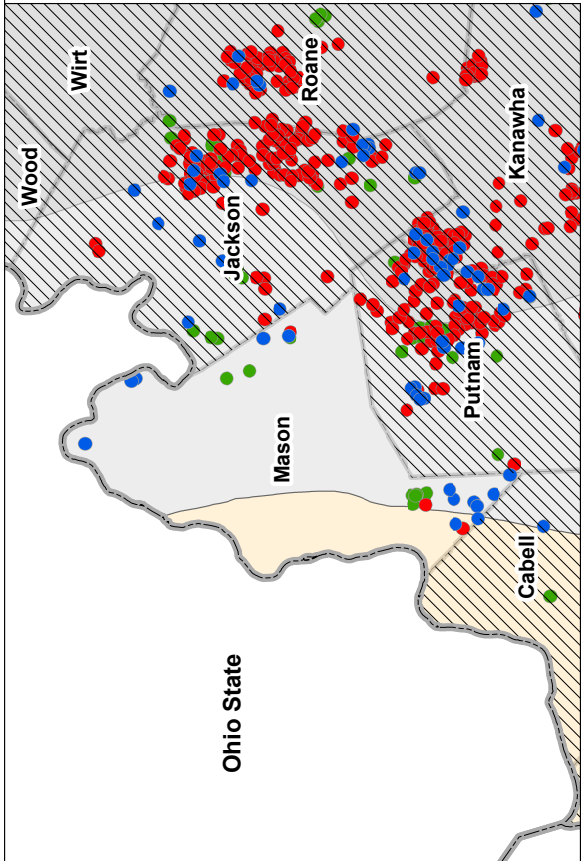 Wirt
Wood
Roane
Kanawha
Jackson
Putnam
Mason
Cabell
Ohio State